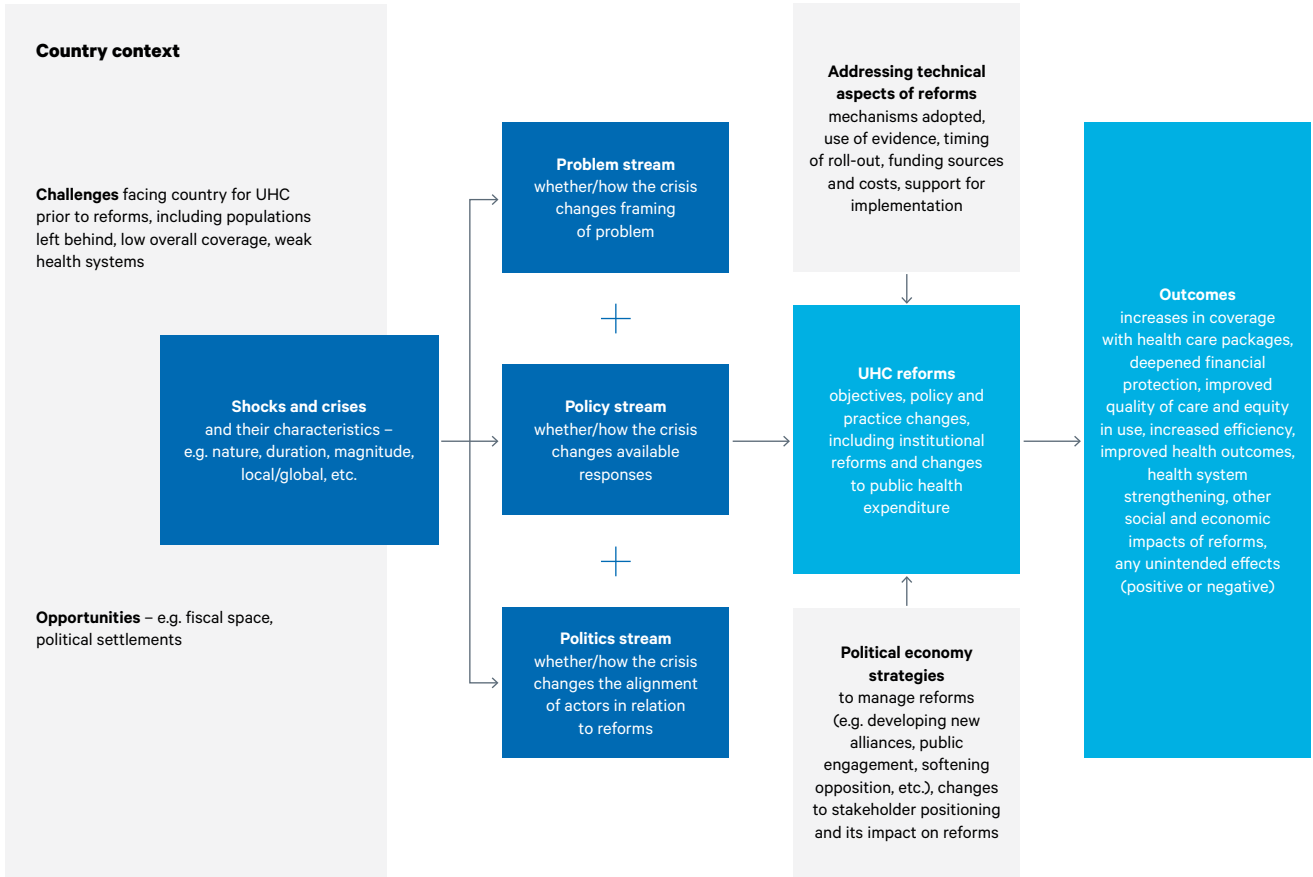 Country context
Challenges facing country for UHC
prior to reforms, including populations
left behind, low overall coverage, weak
health systems
Shocks and crises
and their characteristics –
e.g. nature, duration, magnitude,
local/global, etc.
Opportunities – e.g. fiscal space,
political settlements
Problem stream
whether/how the crisis
changes framing
of problem
Policy stream
whether/how the crisis
changes available
responses
Politics stream
whether/how the crisis
changes the alignment
of actors in relation
to reforms
Addressing technical
aspects of reforms
mechanisms adopted,
use of evidence, timing
of roll-out, funding sources
and costs, support for
implementation
UHC reforms
objectives, policy and
practice changes,
including institutional
reforms and changes
to public health
expenditure
Political economy
strategies
to manage reforms
(e.g. developing new
alliances, public
engagement, softening
opposition, etc.), changes
to stakeholder positioning
and its impact on reforms
Outcomes
increases in coverage
with health care packages,
deepened financial
protection, improved
quality of care and equity
in use, increased efficiency,
improved health outcomes,
health system
strengthening, other
social and economic
impacts of reforms,
any unintended effects
(positive or negative)